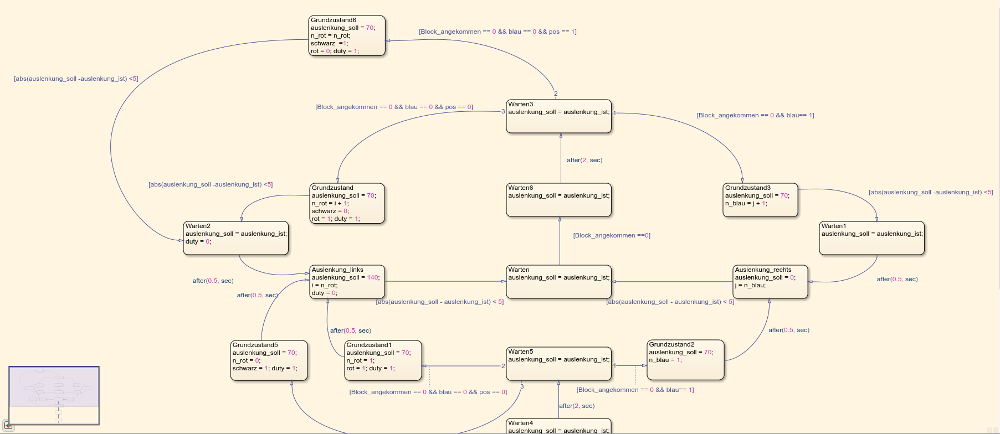 Grundzustand6
auslenkung_soll = 70;
n_rot = n_rot;
schwarz  =1;
rot = 0; duty = 1;
[Block_angekommen == 0 && blau == 0 && pos == 1]
[abs(auslenkung_soll -auslenkung_ist) <5]
2
[Block_angekommen == 0 && blau == 0 && pos == 0]
3
Warten3
auslenkung_soll = auslenkung_ist;
1
[Block_angekommen == 0 && blau== 1]
after(2, sec)
[abs(auslenkung_soll -auslenkung_ist) <5]
Grundzustand
auslenkung_soll = 70;
n_rot = i + 1;
schwarz = 0;
rot = 1; duty = 1;
Warten6
auslenkung_soll = auslenkung_ist;
Grundzustand3
auslenkung_soll = 70;
n_blau = j + 1;
[abs(auslenkung_soll -auslenkung_ist) <5]
Warten2
auslenkung_soll = auslenkung_ist;
duty = 0;
[Block_angekommen ==0]
Warten1
auslenkung_soll = auslenkung_ist;
after(0.5, sec)
Auslenkung_links
auslenkung_soll = 140;
i = n_rot;
duty = 0;
Warten
auslenkung_soll = auslenkung_ist;
Auslenkung_rechts
auslenkung_soll = 0;
j = n_blau;
after(0.5, sec)
after(0.5, sec)
[abs(auslenkung_soll - auslenkung_ist) < 5]
[abs(auslenkung_soll - auslenkung_ist) < 5]
after(0.5, sec)
after(0.5, sec)
Grundzustand5
auslenkung_soll = 70;
n_rot = 0;
schwarz = 1; duty = 1;
Grundzustand1
auslenkung_soll = 70;
n_rot = 1;
rot = 1; duty = 1;
2
Warten5
auslenkung_soll = auslenkung_ist;
1
Grundzustand2
auslenkung_soll = 70;
n_blau = 1;
3
[Block_angekommen == 0 && blau == 0 && pos == 0]
[Block_angekommen == 0 && blau== 1]
after(2, sec)
Warten4
auslenkung_soll = auslenkung_ist;